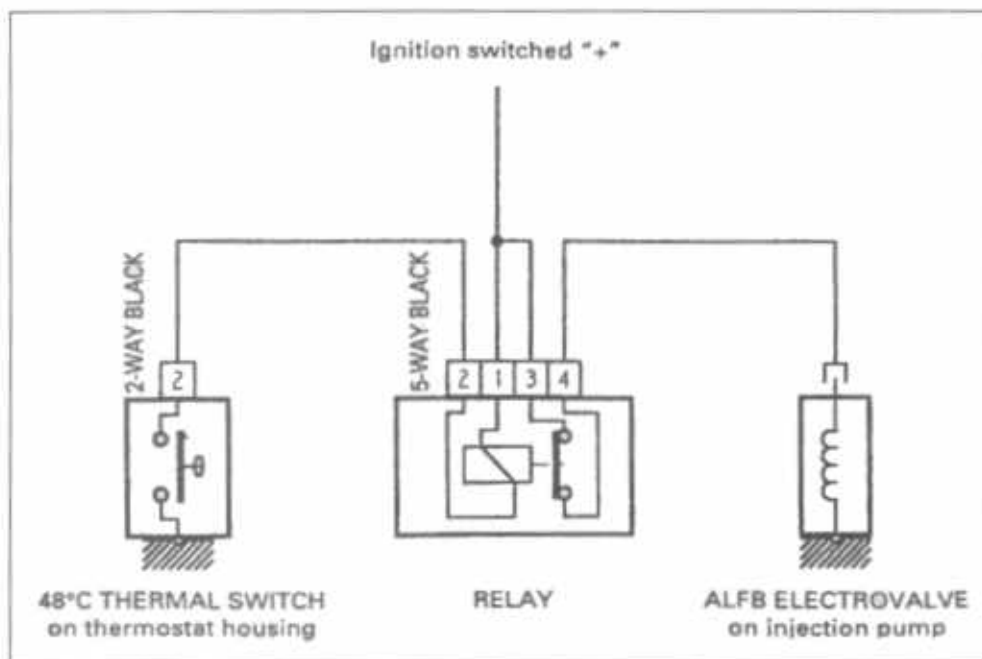 Ignition switched "+"
2-WAY BLACK
5-WAY BLACK
2
2 1 3 4
48°C THERMAL SWITCH
on thermostat housing
RELAY
ALFB ELECTROVALVE
on injection pump